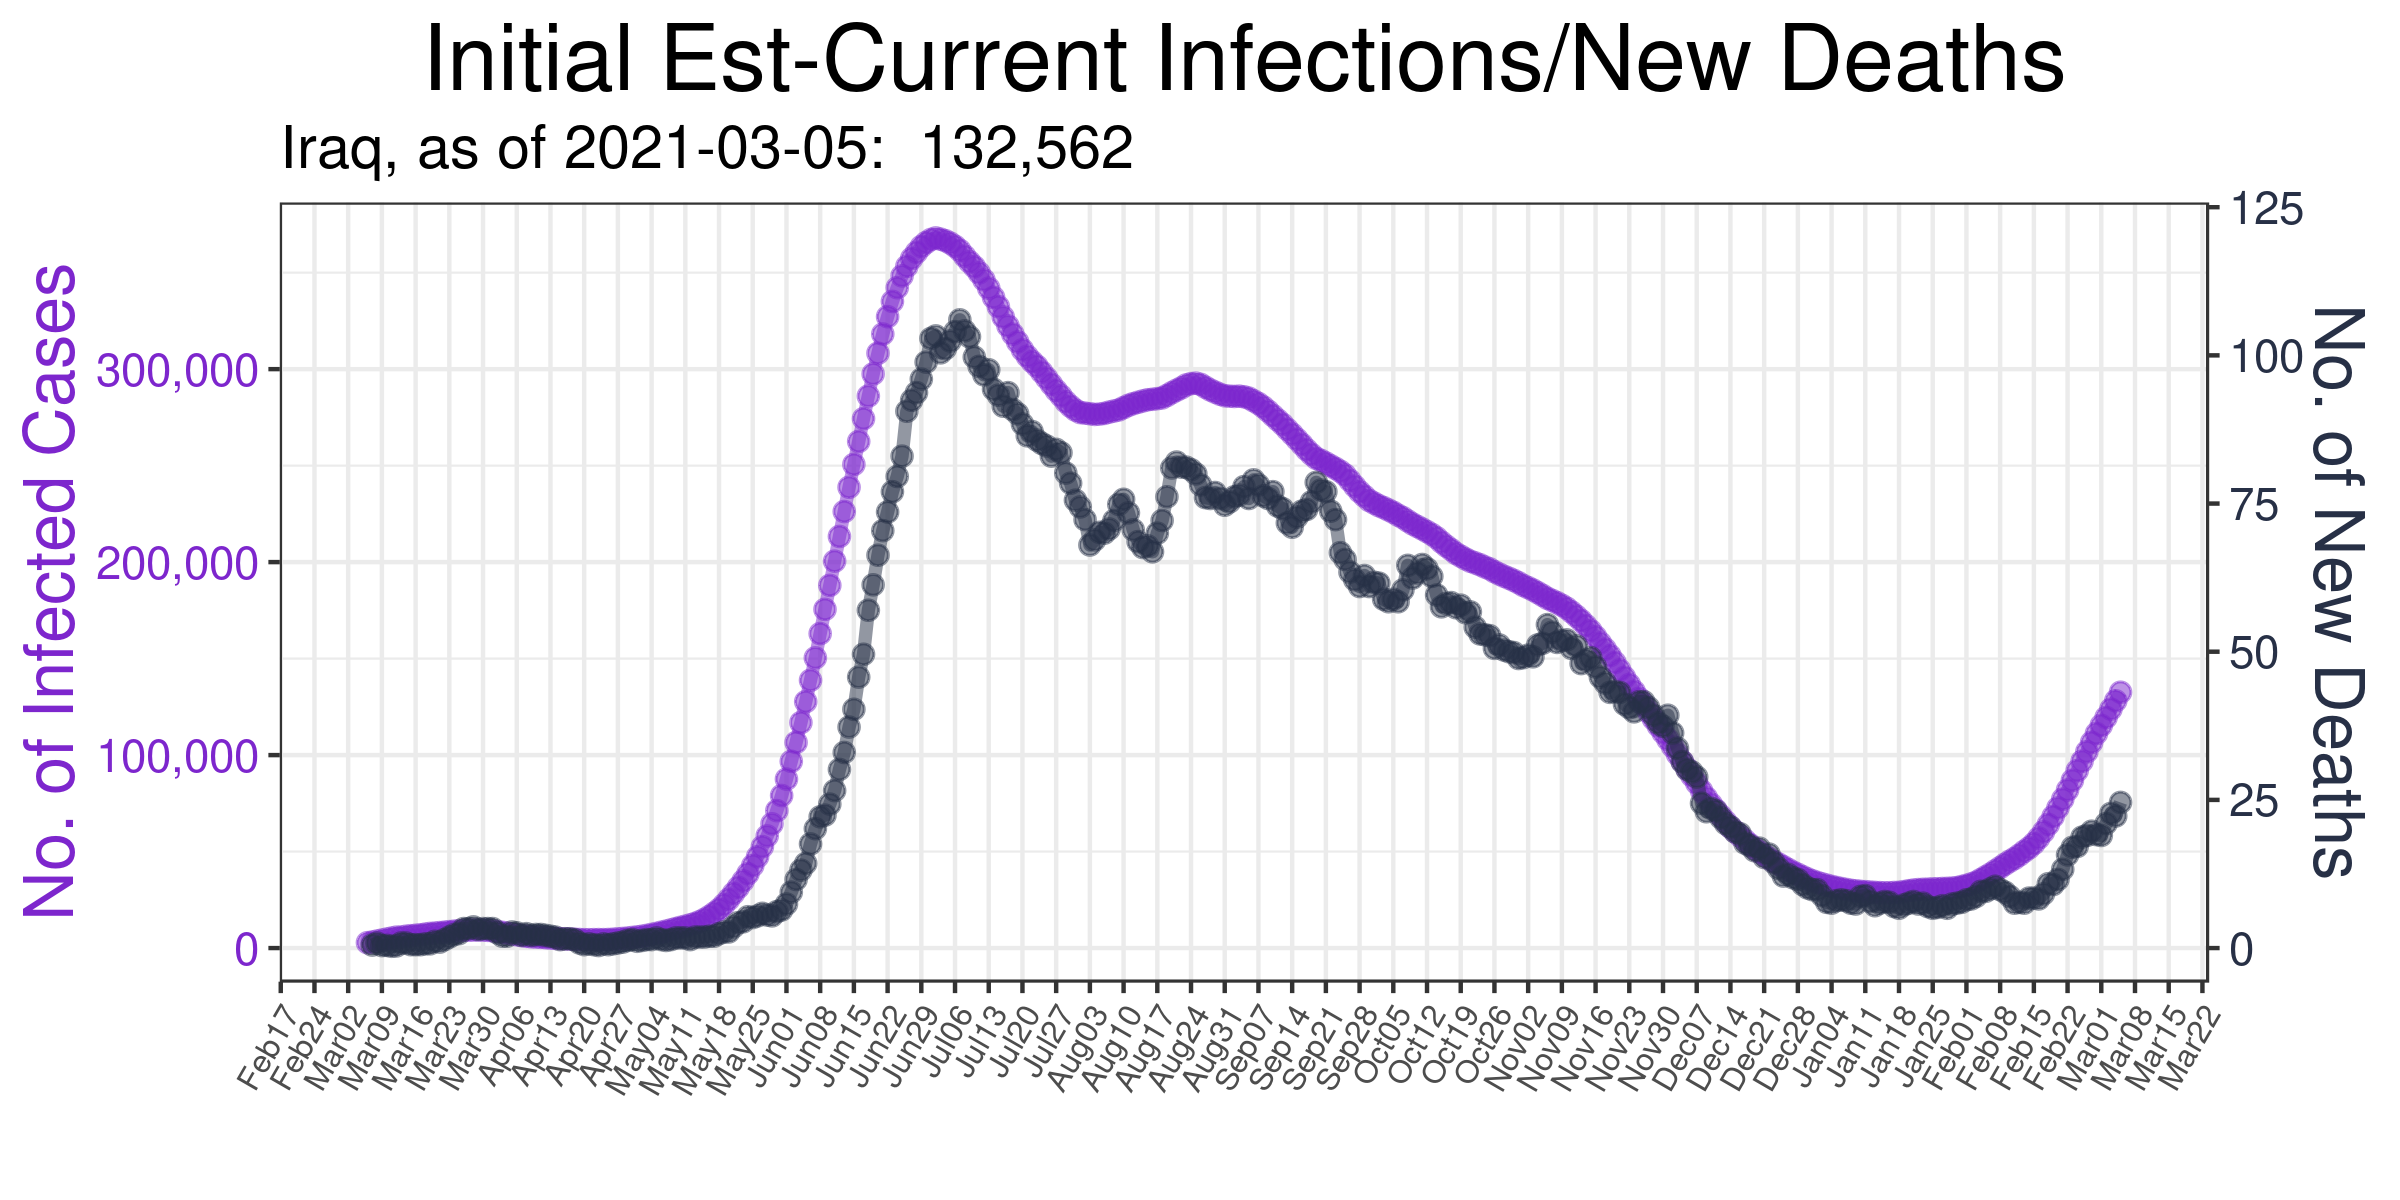 Initial Est-Current Infections/New Deaths
Iraq, as of 2021-03-05:  132,562
No. of Infected Cases
300,000
200,000
100,000
0
125
100
75
50
25
0
No. of New Deaths
Feb17
Feb24
Mar02
Mar09
Mar16
Mar23
Mar30
Apr06
Apr13
Apr20
Apr27
May04
May11
May18
May25
Jun01
Jun08
Jun15
Jun22
Jun29
Jul06
Jul13
Jul20
Jul27
Aug03
Aug10
Aug17
Aug24
Aug31
Sep07
Sep14
Sep21
Sep28
Oct05
Oct12
Oct19
Oct26
Nov02
Nov09
Nov16
Nov23
Nov30
Dec07
Dec14
Dec21
Dec28
Jan04
Jan11
Jan18
Jan25
Feb01
Feb08
Feb15
Feb22
Mar01
Mar08
Mar15
Mar22